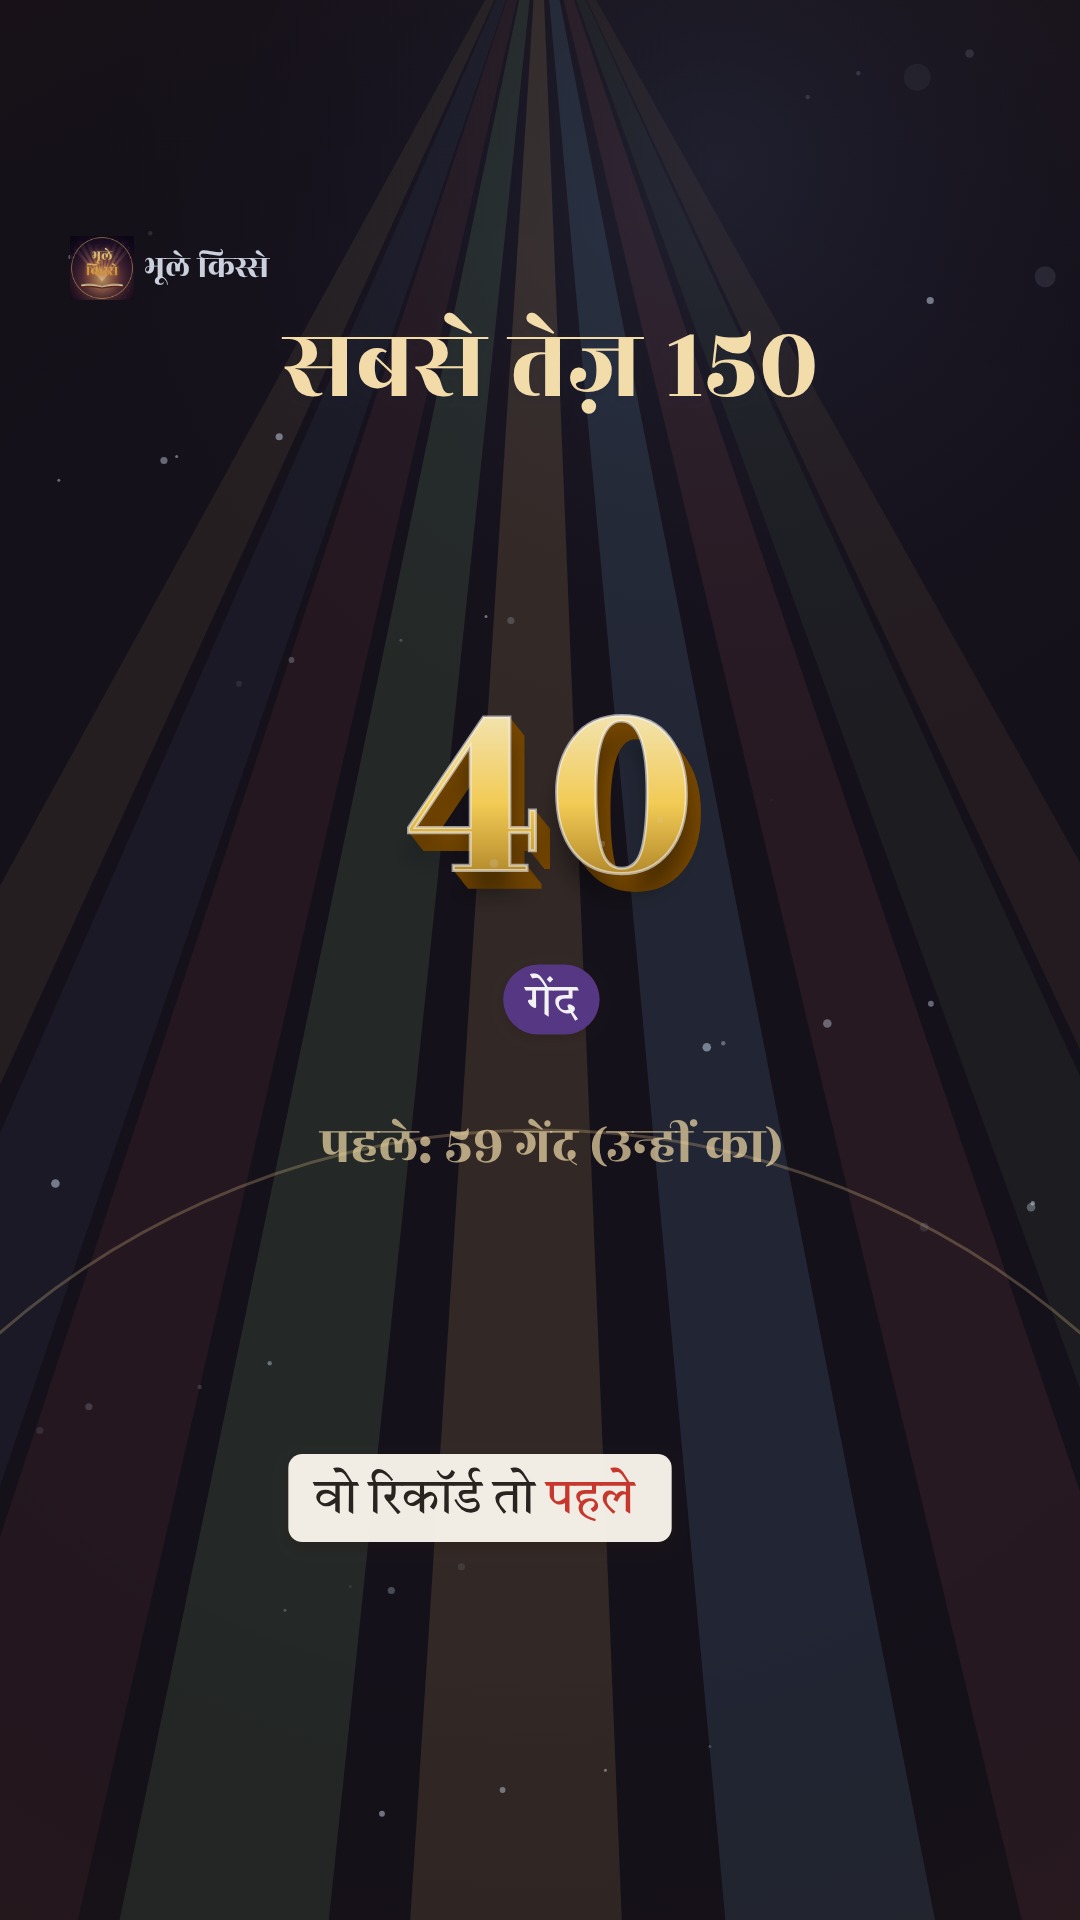 भूले किस्से
भूले किस्से
सबसे तेज़ 150
40
गेंद
पहले: 59 गेंद (उन्हीं का)
वो रिकॉर्ड तो पहले